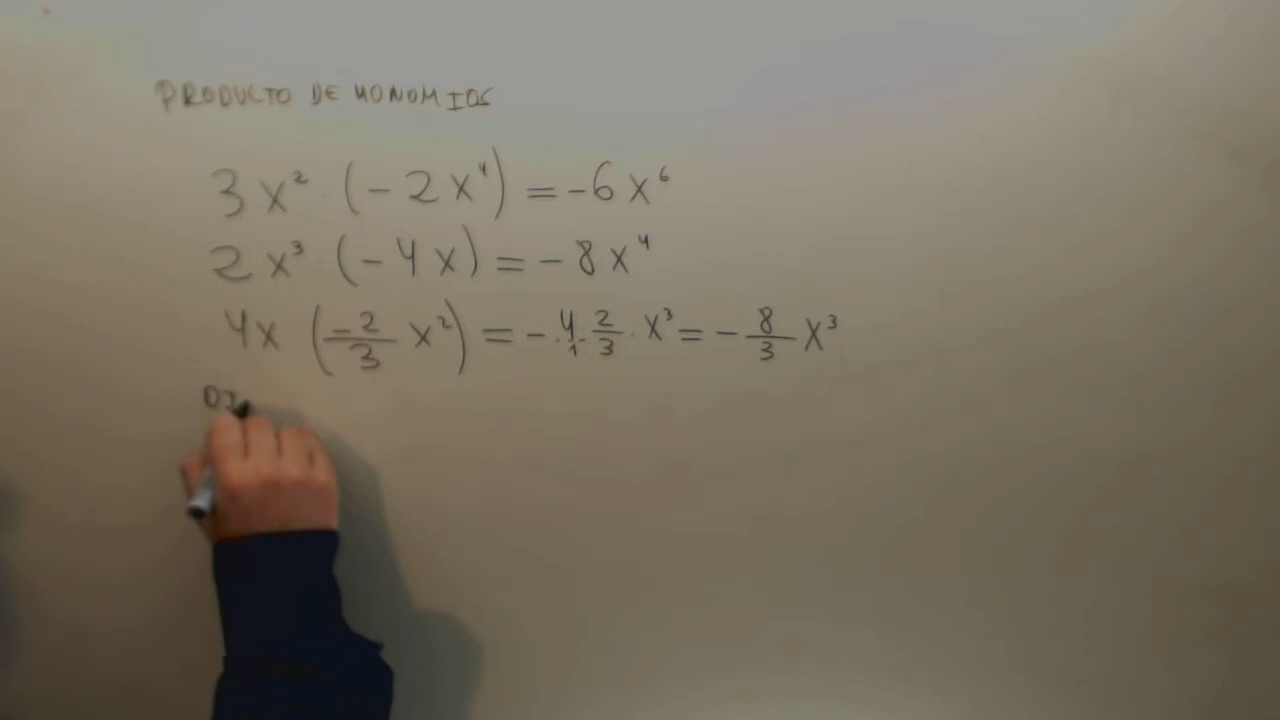 PRODUCTO DE MONOMIOS
3x² · (-2x⁴) = -6x⁶
2x³ · (-4x) = -8x⁴
4x (-2/3 x²) = - 4/1 · 2/3 · x³ = - 8/3 x³